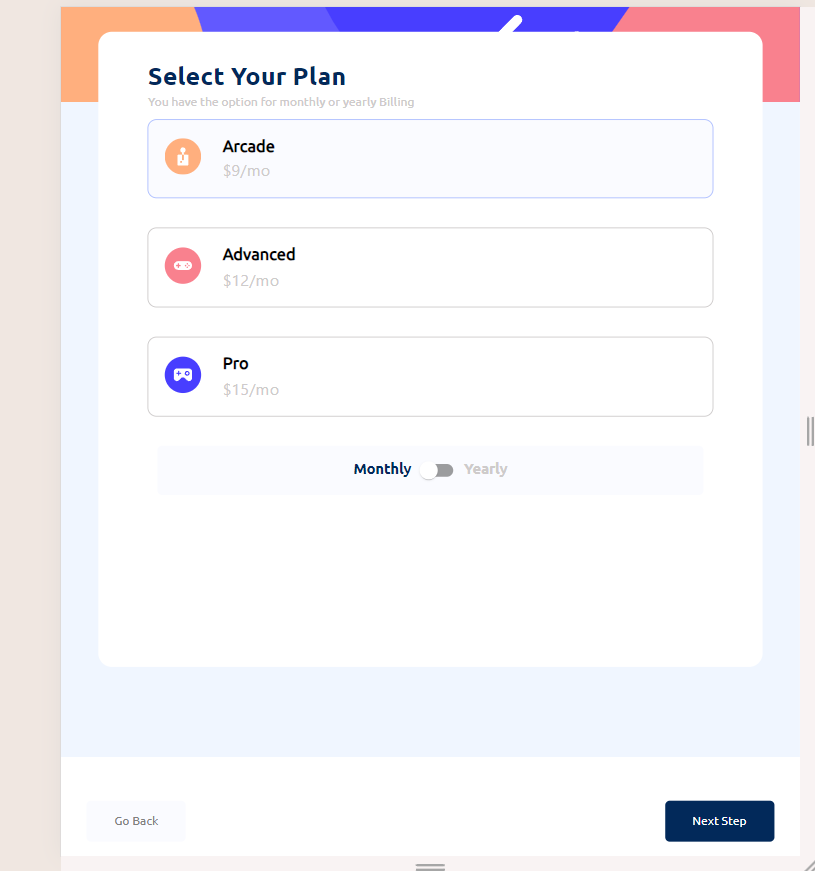 Select Your Plan
You have the option for monthly or yearly Billing
Arcade
$9/mo
Advanced
$12/mo
Pro
$15/mo
Monthly Yearly
Go Back Next Step